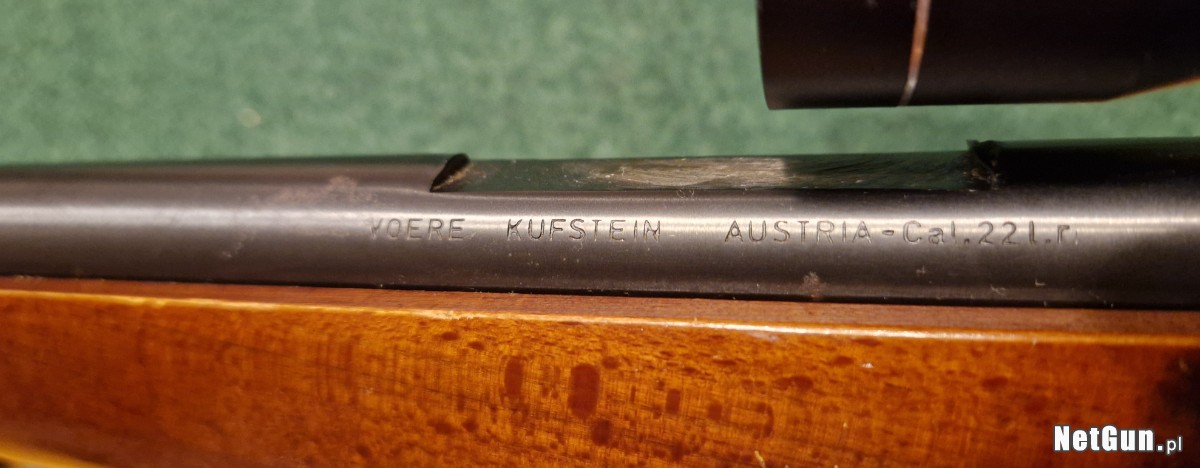 VOERE KUFSTEIN AUSTRIA-Cal.22l.r.
NetGun.pl